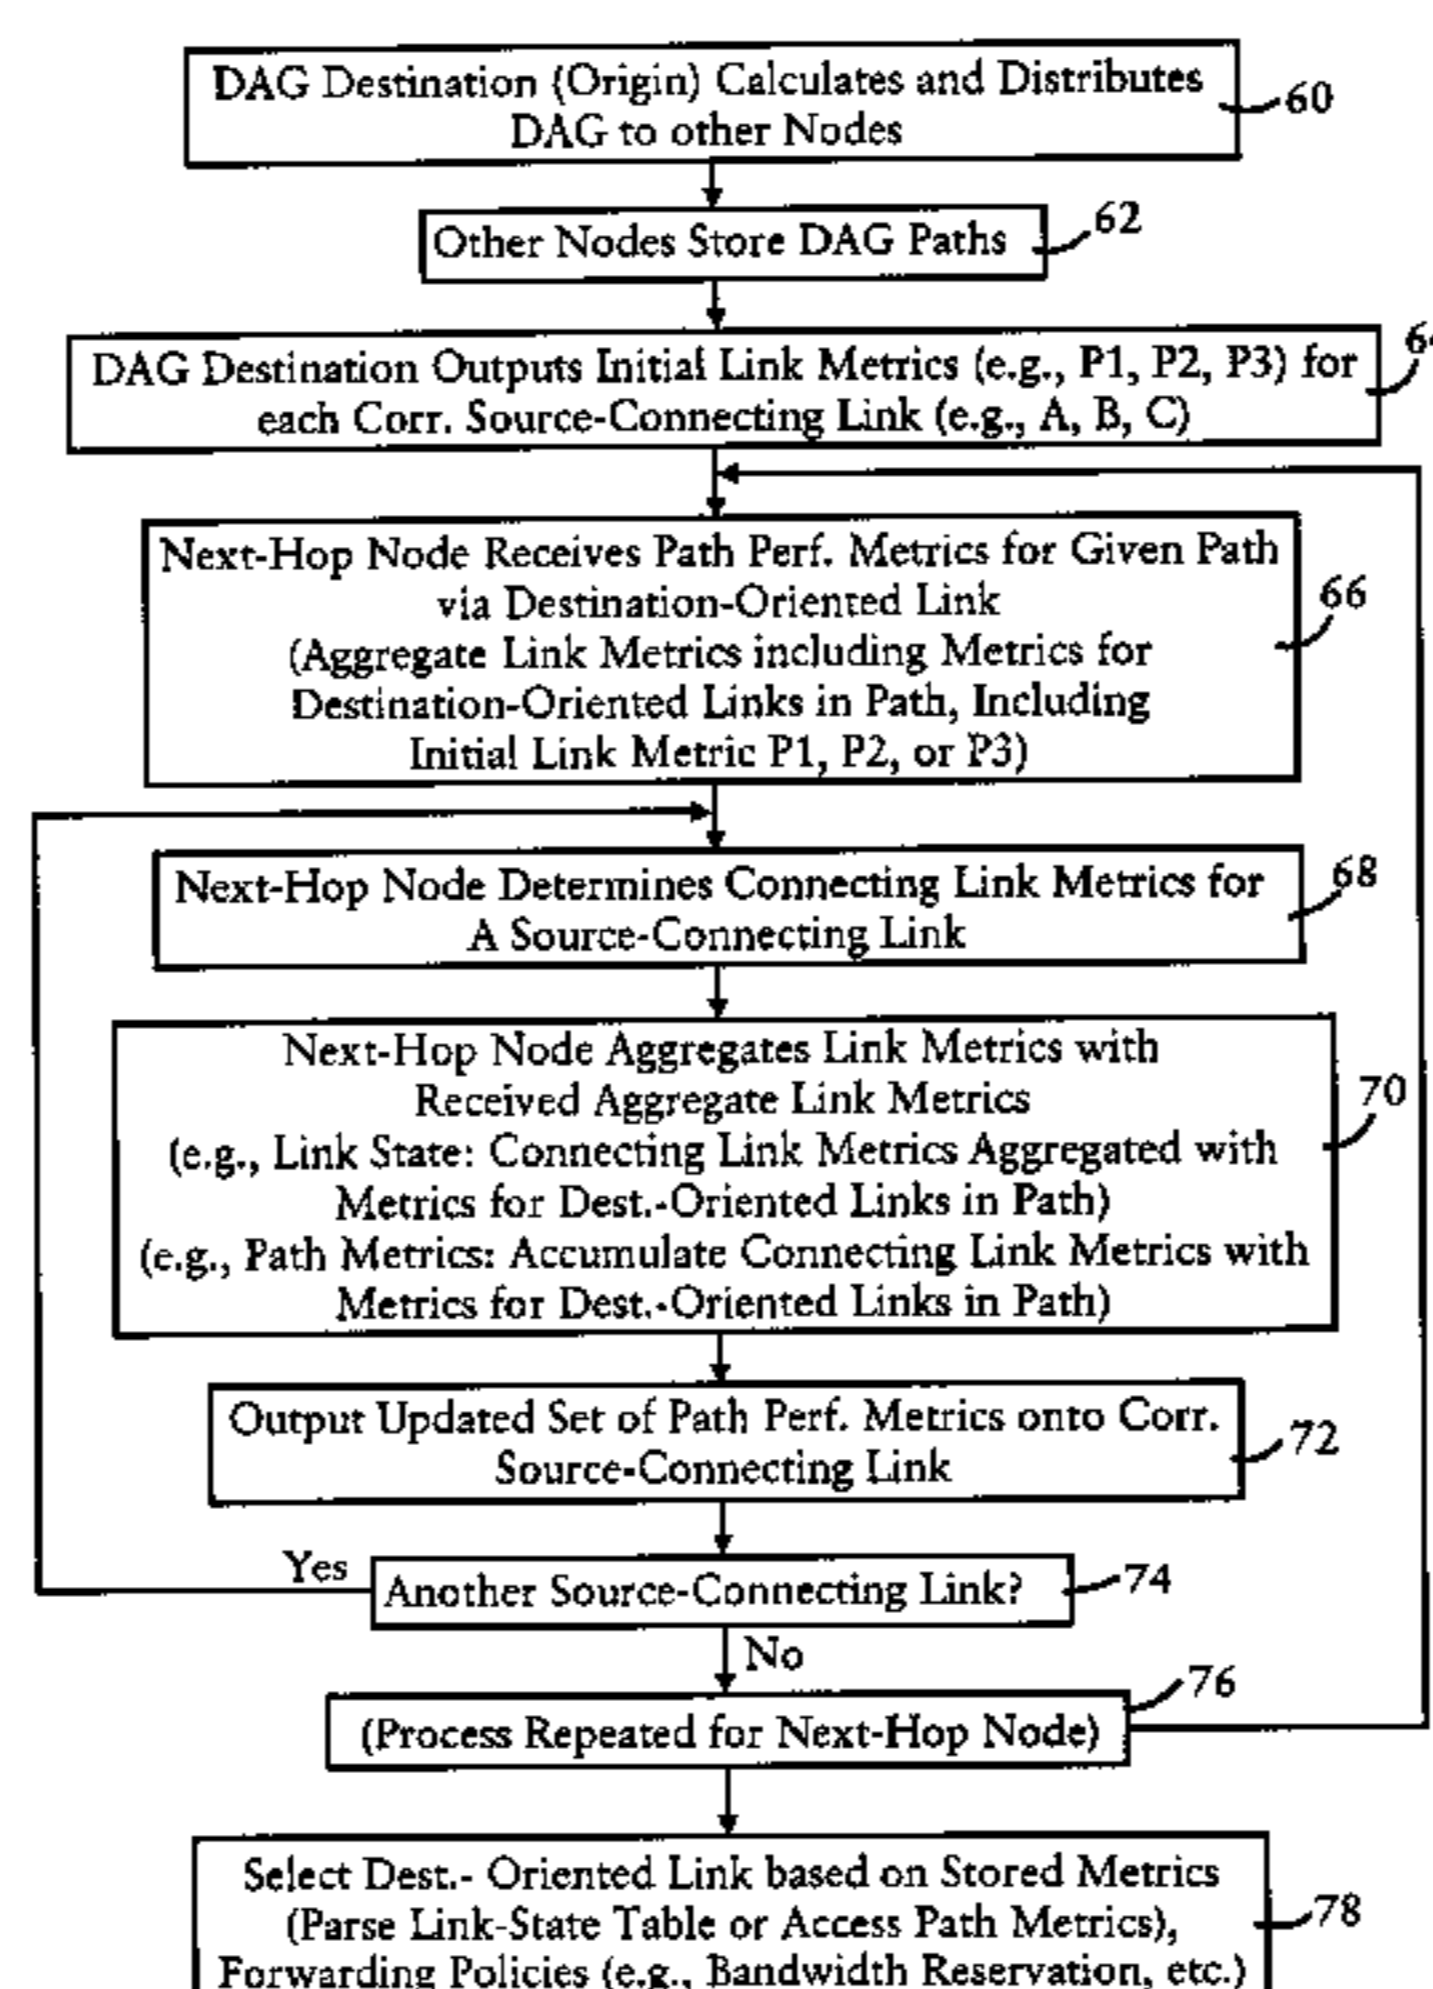 DAG Destination (Origin) Calculates and Distributes
DAG to other Nodes
60
Other Nodes Store DAG Paths
62
DAG Destination Outputs Initial Link Metrics (e.g., P1, P2, P3) for
each Corr. Source-Connecting Link (e.g., A, B, C)
Next-Hop Node Receives Path Perf. Metrics for Given Path
via Destination-Oriented Link
(Aggregate Link Metrics including Metrics for
Destination-Oriented Links in Path, Including
Initial Link Metric P1, P2, or P3)
66
Next-Hop Node Determines Connecting Link Metrics for
A Source-Connecting Link
68
Next-Hop Node Aggregates Link Metrics with
Received Aggregate Link Metrics
(e.g., Link State: Connecting Link Metrics Aggregated with
Metrics for Dest.-Oriented Links in Path)
(e.g., Path Metrics: Accumulate Connecting Link Metrics with
Metrics for Dest.-Oriented Links in Path)
70
Output Updated Set of Path Perf. Metrics onto Corr.
Source-Connecting Link
72
Yes
Another Source-Connecting Link?
74
No
76
(Process Repeated for Next-Hop Node)
Select Dest.- Oriented Link based on Stored Metrics
(Parse Link-State Table or Access Path Metrics),
Forwarding Policies (e.g., Bandwidth Reservation, etc.)
78